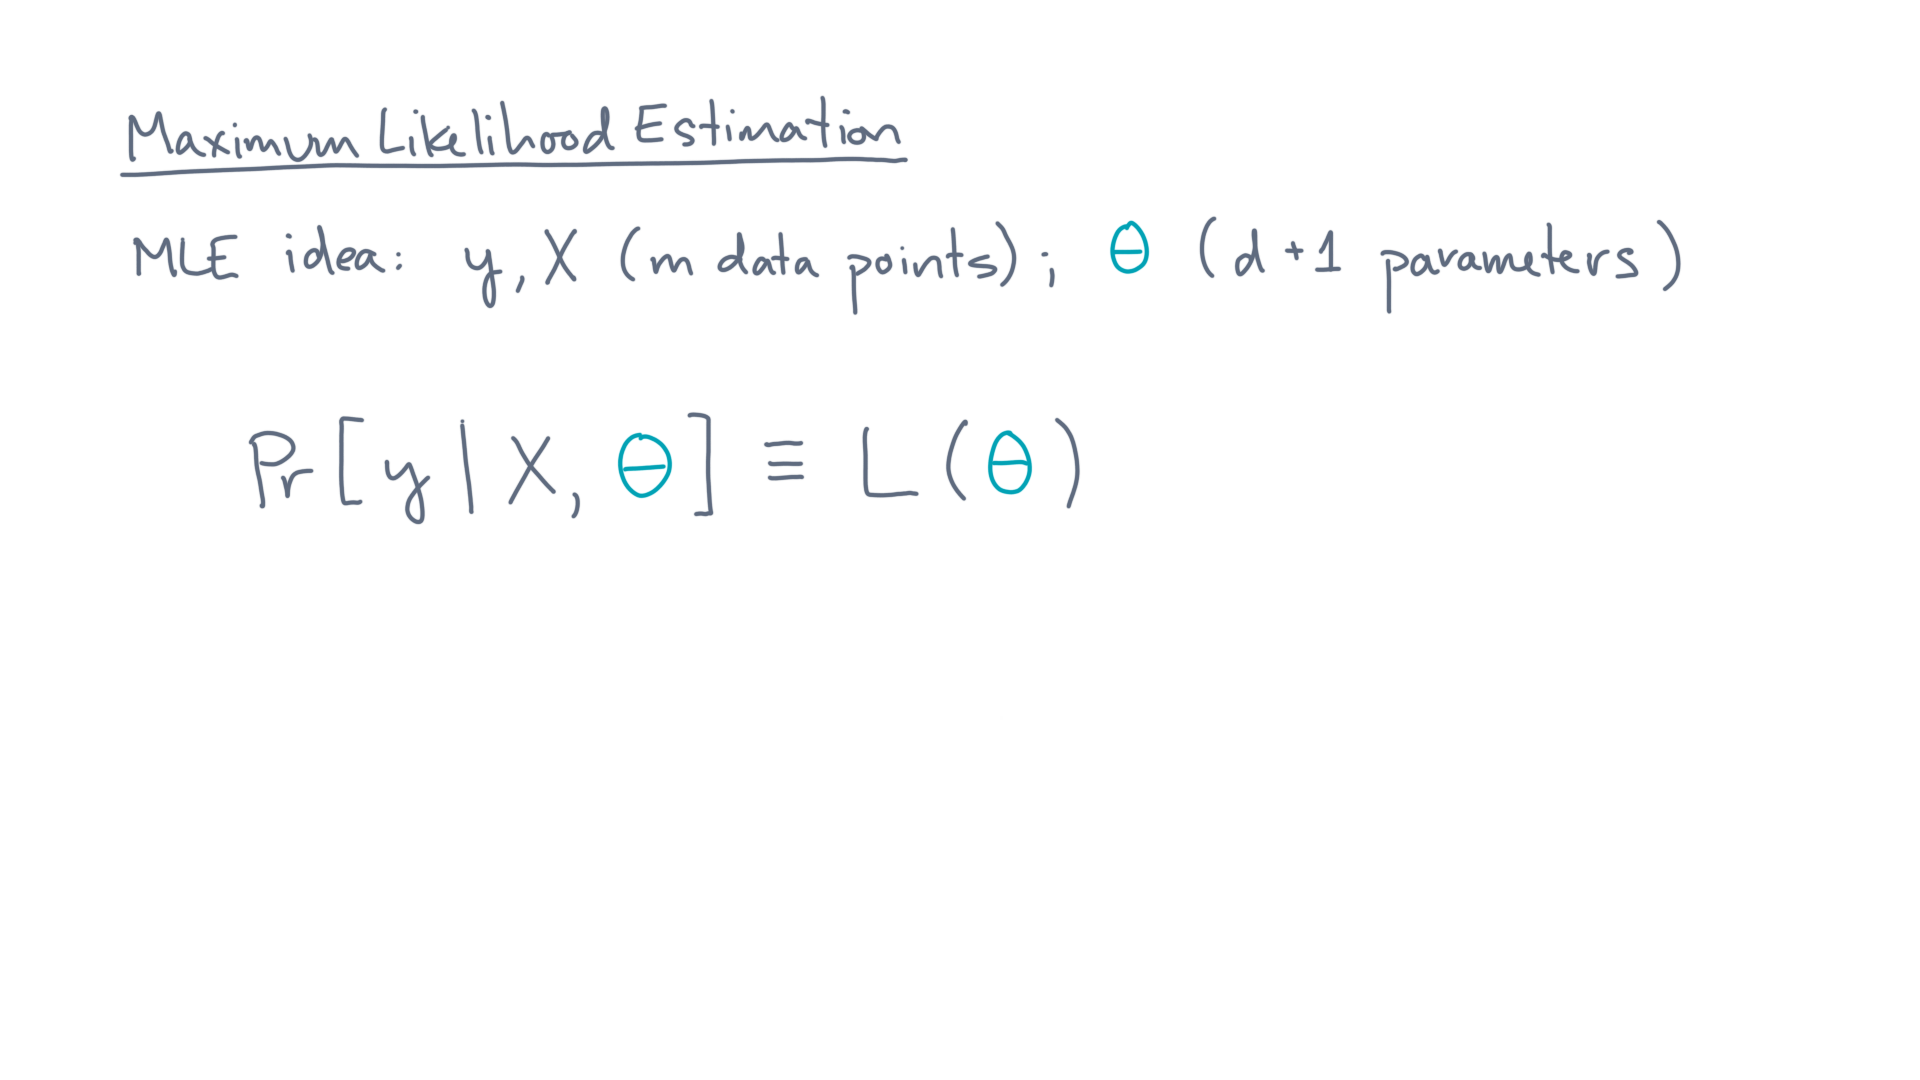 Maximum Likelihood Estimation
MLE idea: y, X (m data points); θ (d+1 parameters)
Pr[y|X, θ] ≡ L(θ)